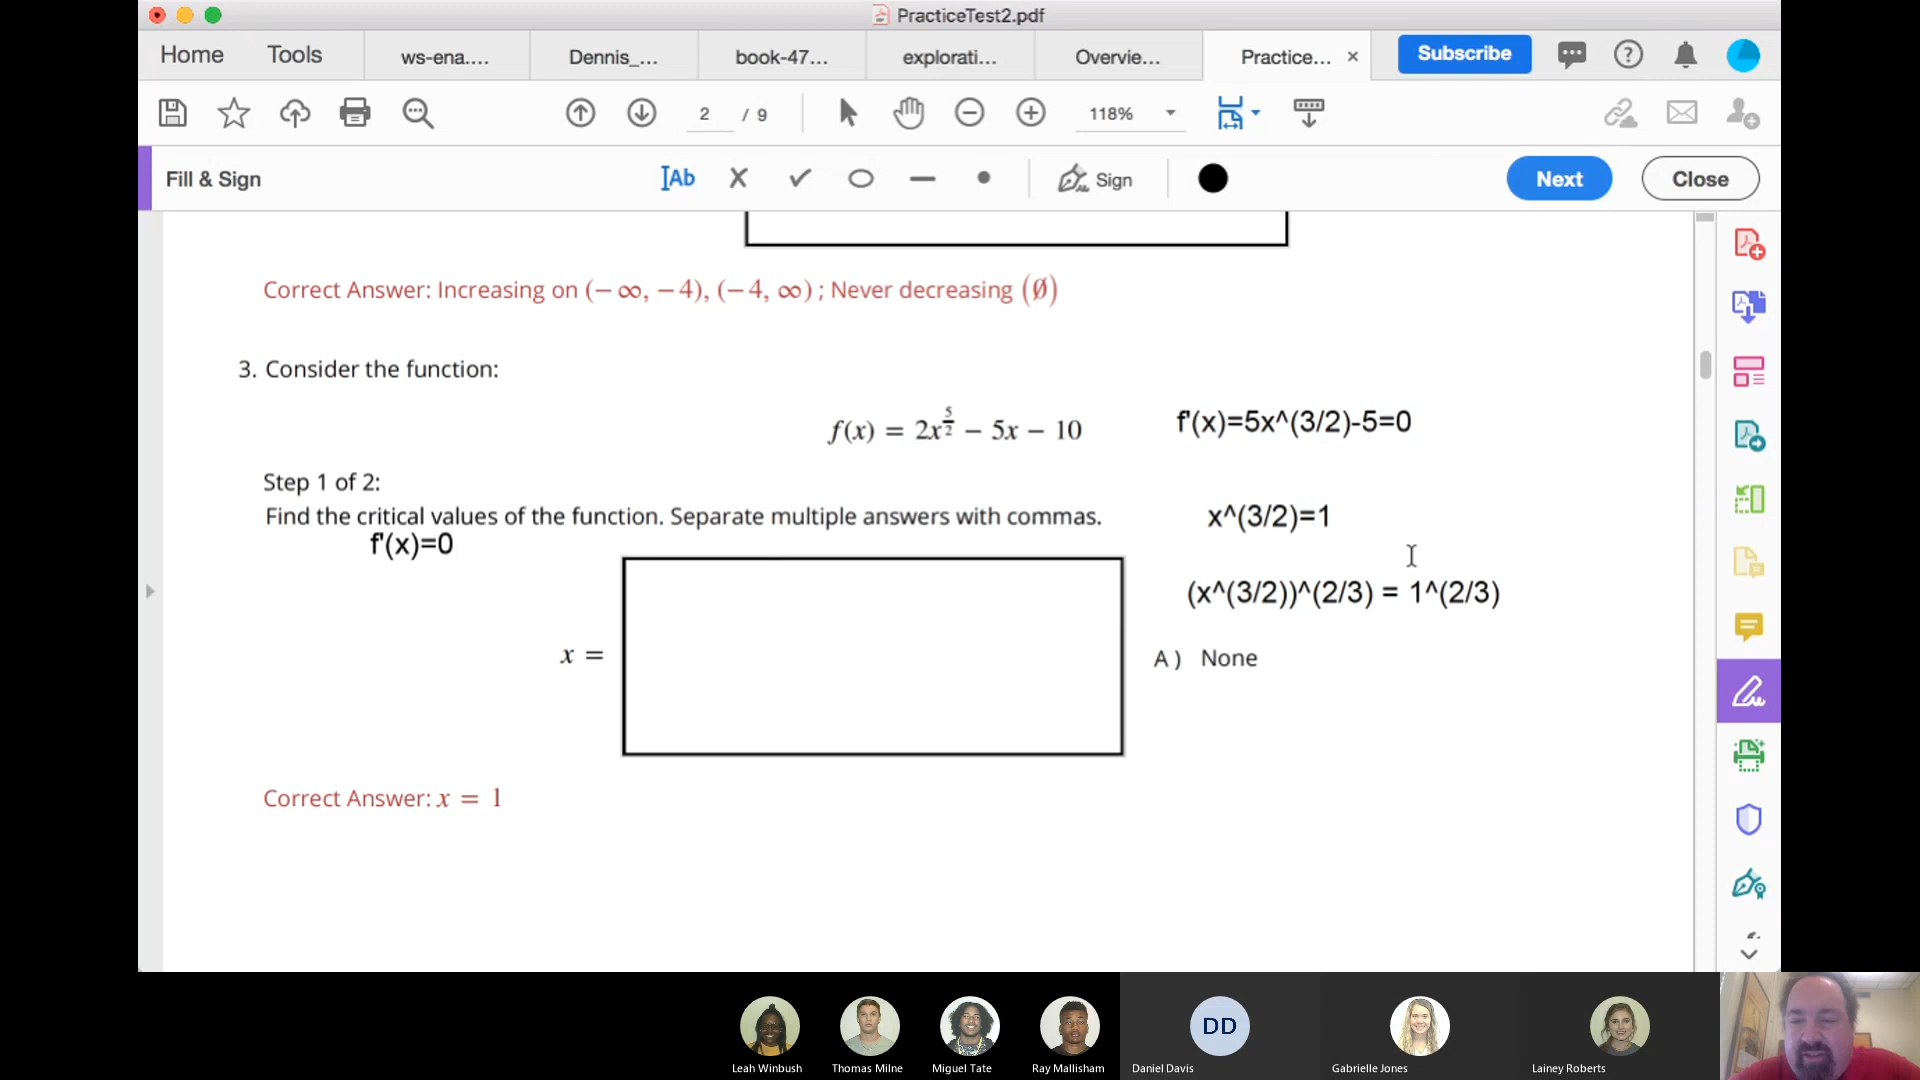 PracticeTest2.pdf
Home Tools ws-ena.... Dennis_... book-47... explorati... Overvie... Practice... × Subscribe
2 / 9 118%
Fill & Sign Ab Sign Next Close
Correct Answer: Increasing on (− ∞, − 4), (− 4, ∞) ; Never decreasing (Ø)
3. Consider the function:
f(x) = 2x^(5/2) − 5x − 10 f'(x)=5x^(3/2)-5=0
Step 1 of 2:
Find the critical values of the function. Separate multiple answers with commas. x^(3/2)=1
f'(x)=0
(x^(3/2))^(2/3) = 1^(2/3)
x = A ) None
Correct Answer: x = 1
DD
Leah Winbush Thomas Milne Miguel Tate Ray Mallisham Daniel Davis Gabrielle Jones Lainey Roberts